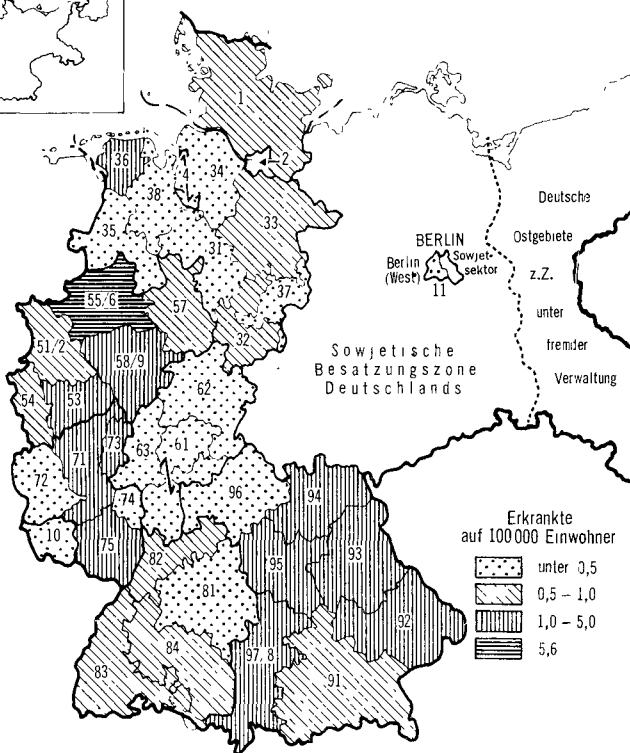 1
2
36
4
34
38
33
35
31
37
55/6
57
32
51/2
58/9
54
53
62
73
63
61
71
72
74
96
94
10
75
82
95
93
81
92
84
97/8
83
91
BERLIN
Berlin
(West)
Sowjet-
sektor
11
Deutsche
Ostgebiete
z.Z.
unter
fremder
Verwaltung
Sowjetische
Besatzungszone
Deutschlands
Erkrankte
auf 100000 Einwohner
unter 0,5
0,5 - 1,0
1,0 - 5,0
5,6